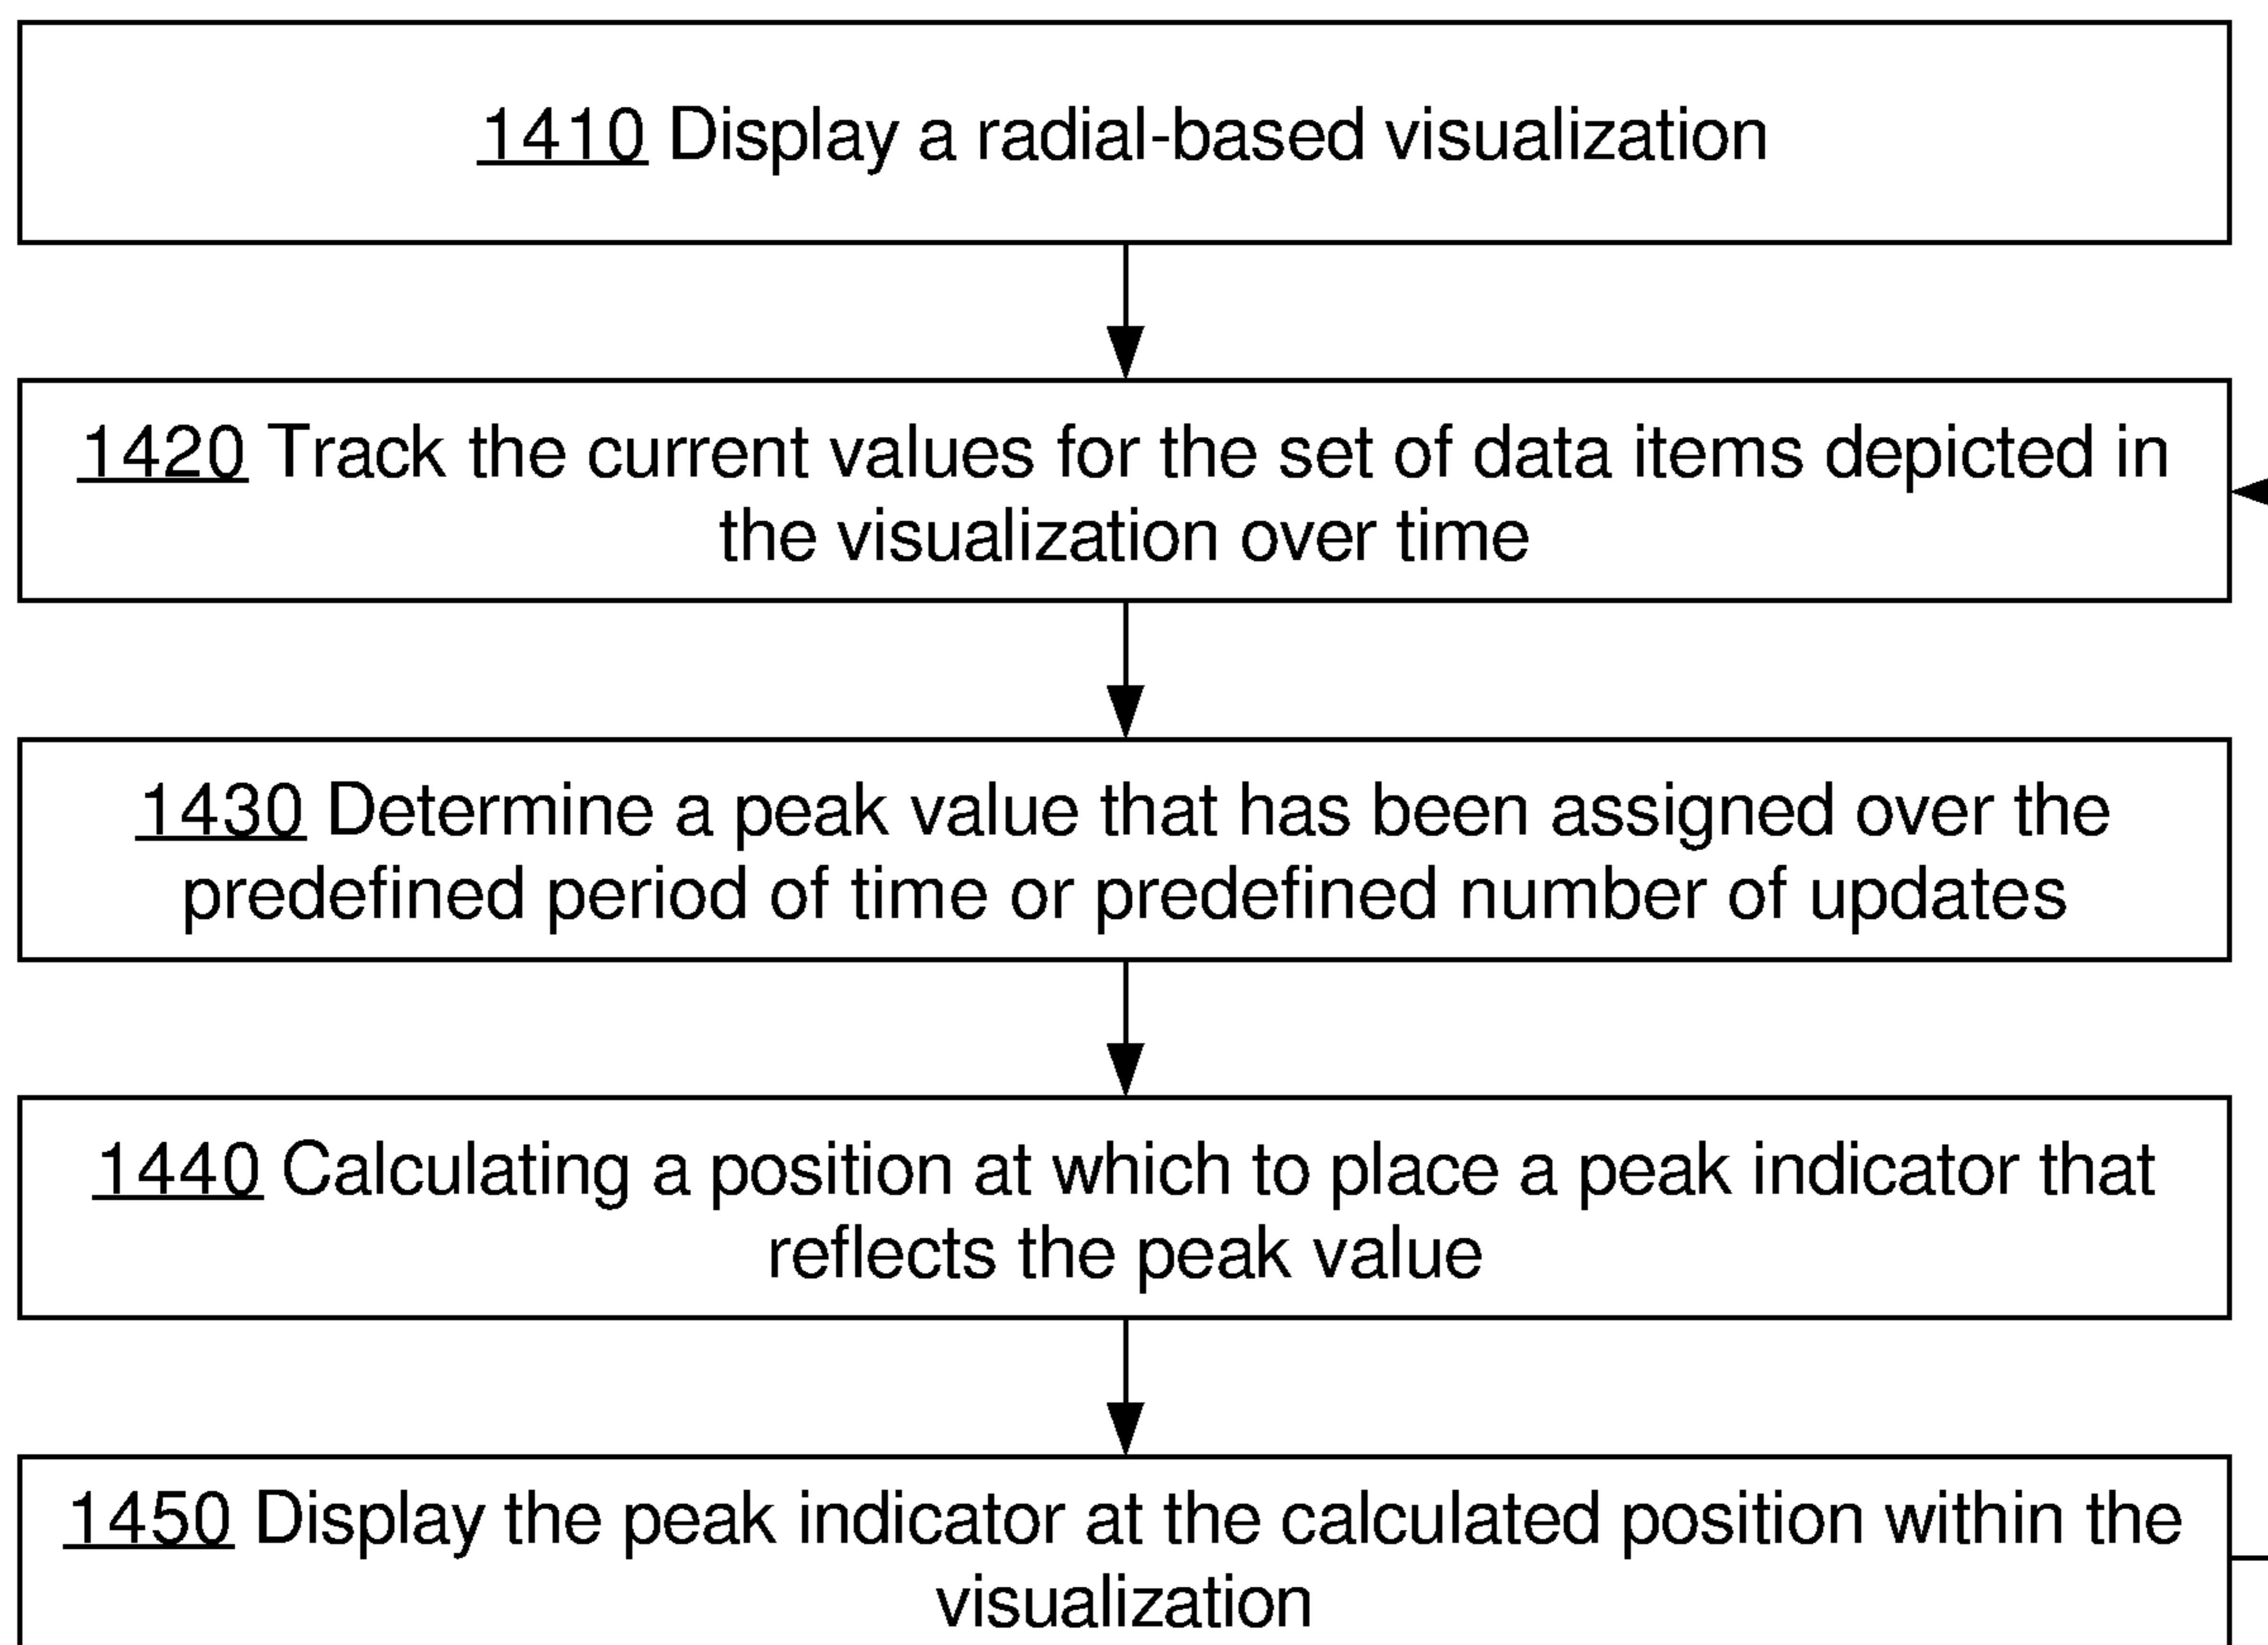 1410 Display a radial-based visualization
1420 Track the current values for the set of data items depicted in
the visualization over time
1430 Determine a peak value that has been assigned over the
predefined period of time or predefined number of updates
1440 Calculating a position at which to place a peak indicator that
reflects the peak value
1450 Display the peak indicator at the calculated position within the
visualization